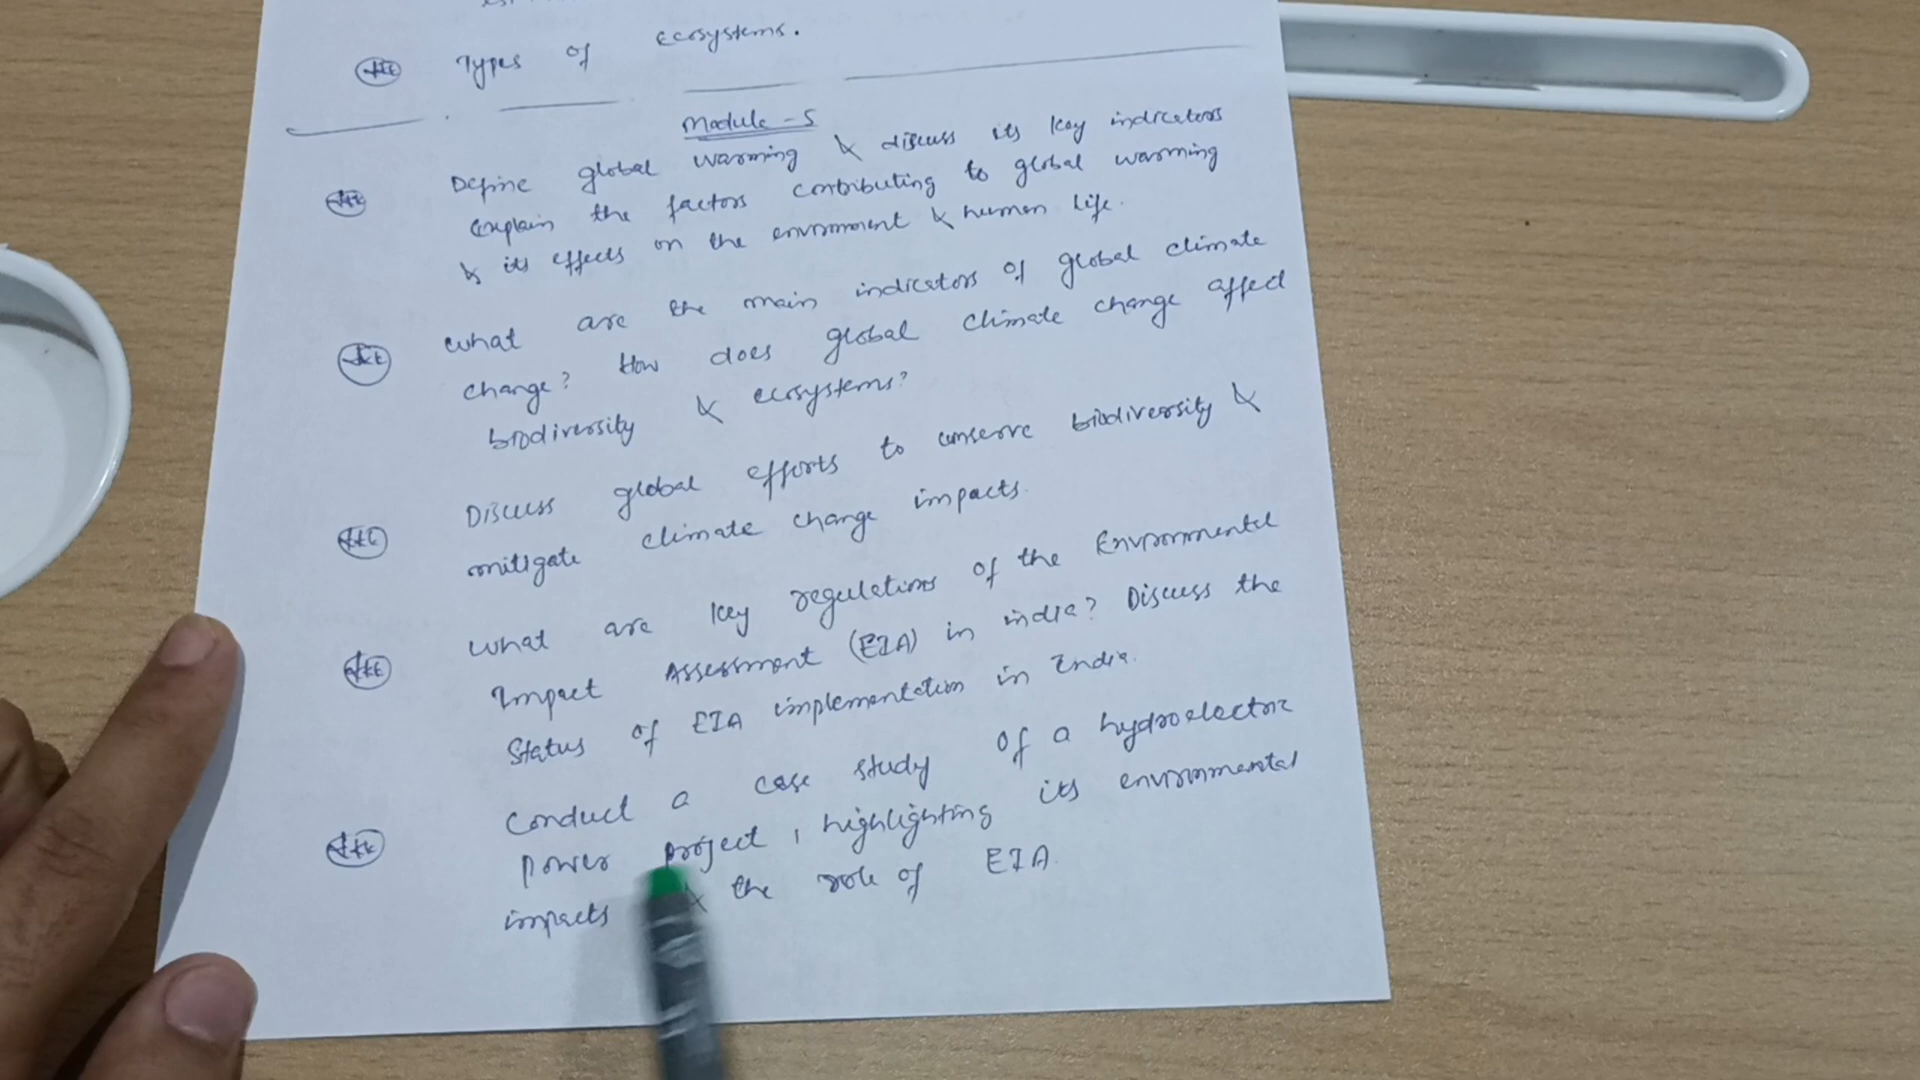 Types of ecosystems.
Module - 5
Define global warming & discuss its key indicators
explain the factors contributing to global warming
& its effects on the environment & human life.
What are the main indicators of global climate
change? How does global climate change affect
biodiversity & ecosystems?
Discuss global efforts to conserve biodiversity &
mitigate climate change impacts.
What are key regulations of the Environmental
Impact Assessment (EIA) in india? Discuss the
Status of EIA implementation in India.
Conduct a case study of a hydroelectric
power project, highlighting its environmental
impacts & the role of EIA.